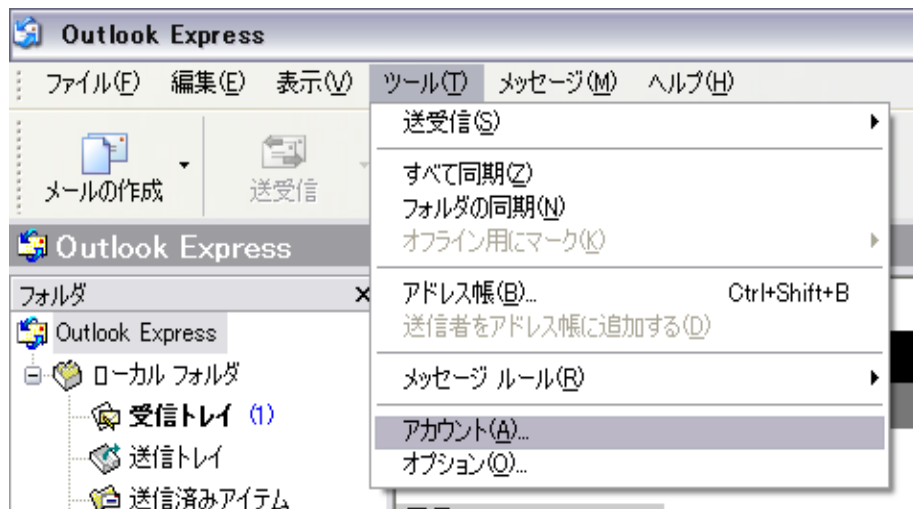 Outlook Express
ファイル(F) 編集(E) 表示(V) ツール(T) メッセージ(M) ヘルプ(H)
メールの作成 送受信
Outlook Express
フォルダ
Outlook Express
ローカル フォルダ
受信トレイ (1)
送信トレイ
送信済みアイテム
送受信(S)
すべて同期(Z)
フォルダの同期(N)
オフライン用にマーク(K)
アドレス帳(B)... Ctrl+Shift+B
送信者をアドレス帳に追加する(D)
メッセージ ルール(R)
アカウント(A)...
オプション(O)...